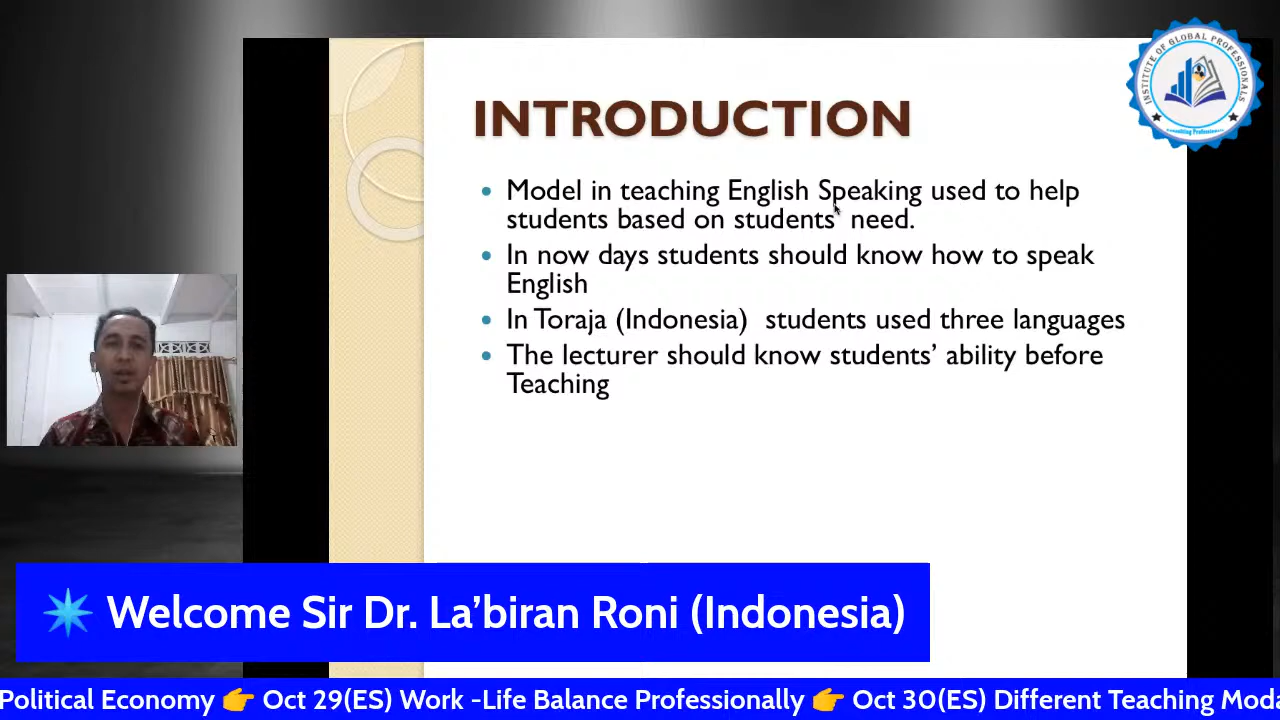 INTRODUCTION
INSTITUTE OF GLOBAL PROFESSIONALS
• Model in teaching English Speaking used to help
students based on students’ need.
• In now days students should know how to speak
English
• In Toraja (Indonesia) students used three languages
• The lecturer should know students’ ability before
Teaching
Welcome Sir Dr. La’biran Roni (Indonesia)
Political Economy 👉 Oct 29(ES) Work -Life Balance Professionally 👉 Oct 30(ES) Different Teaching Moda